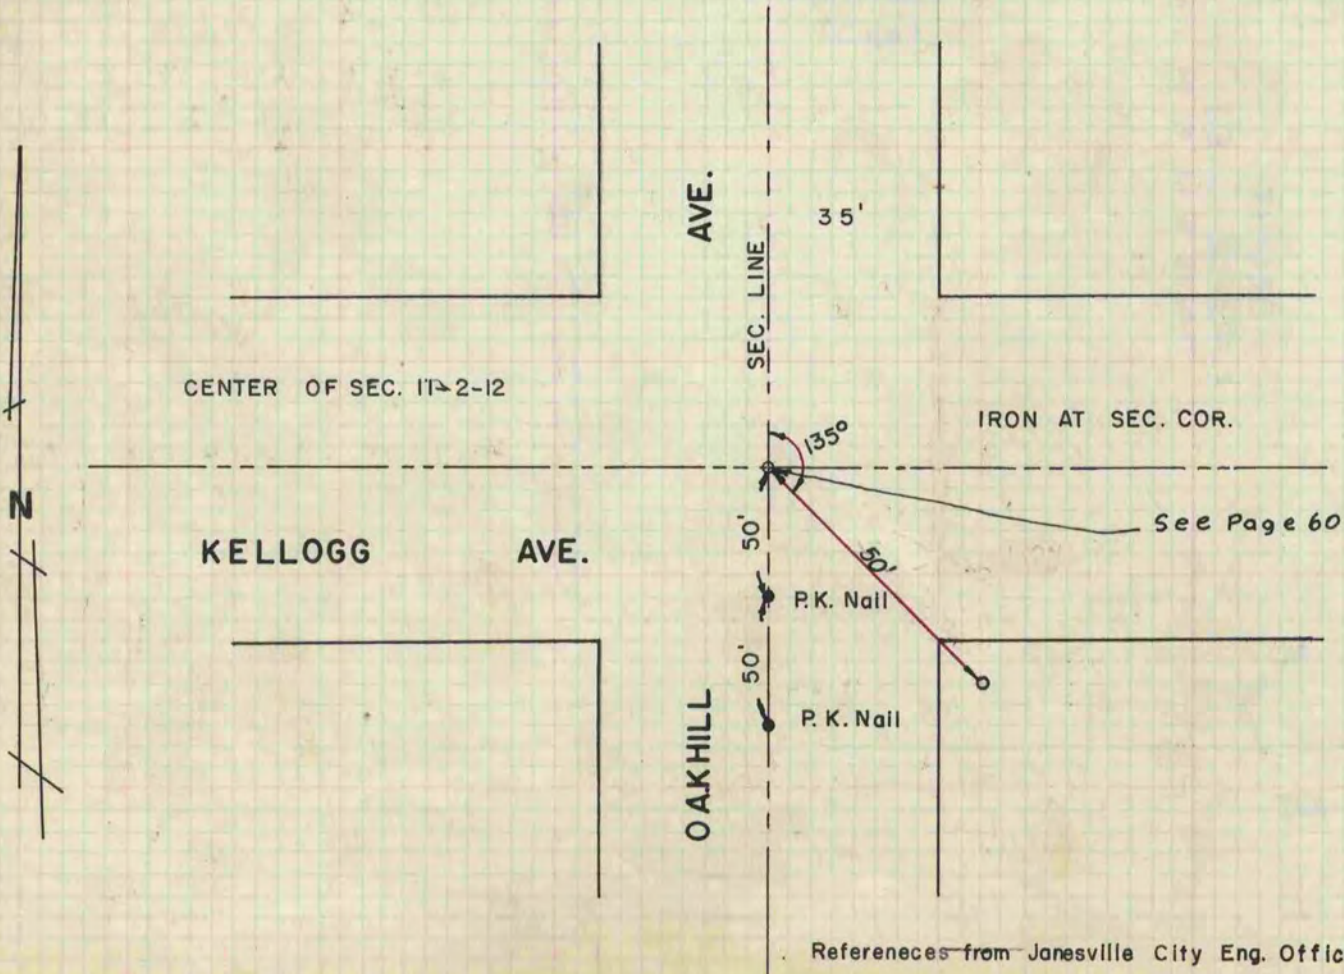 AVE.
35'
SEC. LINE
CENTER OF SEC. 11-2-12
IRON AT SEC. COR.
135°
N
See Page 60
50'
50'
KELLOGG AVE.
P.K. Nail
50'
OAKHILL
P.K. Nail
Refereneces from Janesville City Eng.